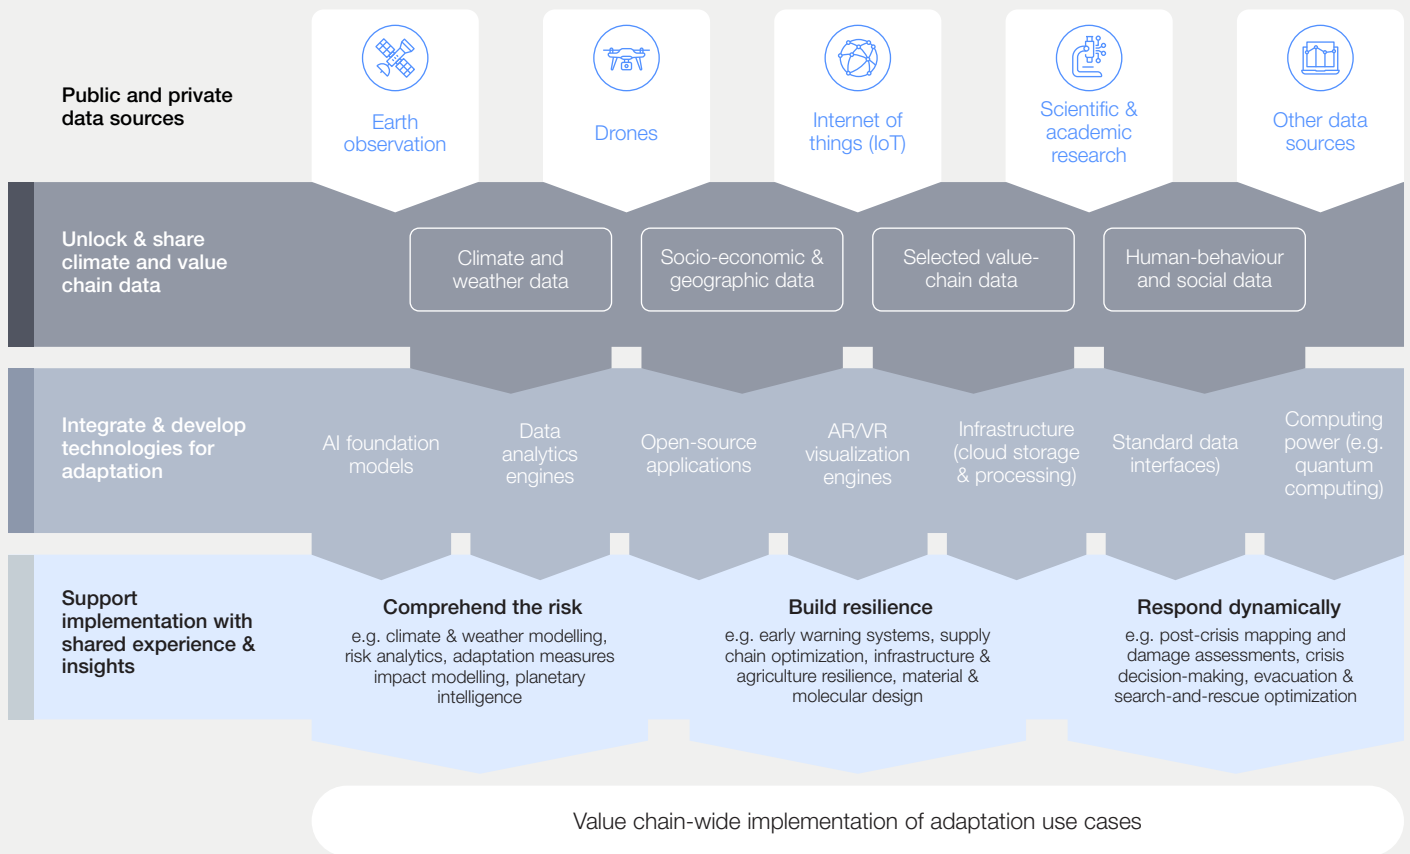 Public and private
data sources
Earth
observation
Drones
Internet of
things (IoT)
Scientific &
academic
research
Other data
sources
Unlock & share
climate and value
chain data
Climate and
weather data
Socio-economic &
geographic data
Selected value-
chain data
Human-behaviour
and social data
Integrate & develop
technologies for
adaptation
AI foundation
models
Data
analytics
engines
Open-source
applications
AR/VR
visualization
engines
Infrastructure
(cloud storage
& processing)
Standard data
interfaces)
Computing
power (e.g.
quantum
computing)
Support
implementation with
shared experience &
insights
Comprehend the risk
e.g. climate & weather modelling,
risk analytics, adaptation measures
impact modelling, planetary
intelligence
Build resilience
e.g. early warning systems, supply
chain optimization, infrastructure &
agriculture resilience, material &
molecular design
Respond dynamically
e.g. post-crisis mapping and
damage assessments, crisis
decision-making, evacuation &
search-and-rescue optimization
Value chain-wide implementation of adaptation use cases